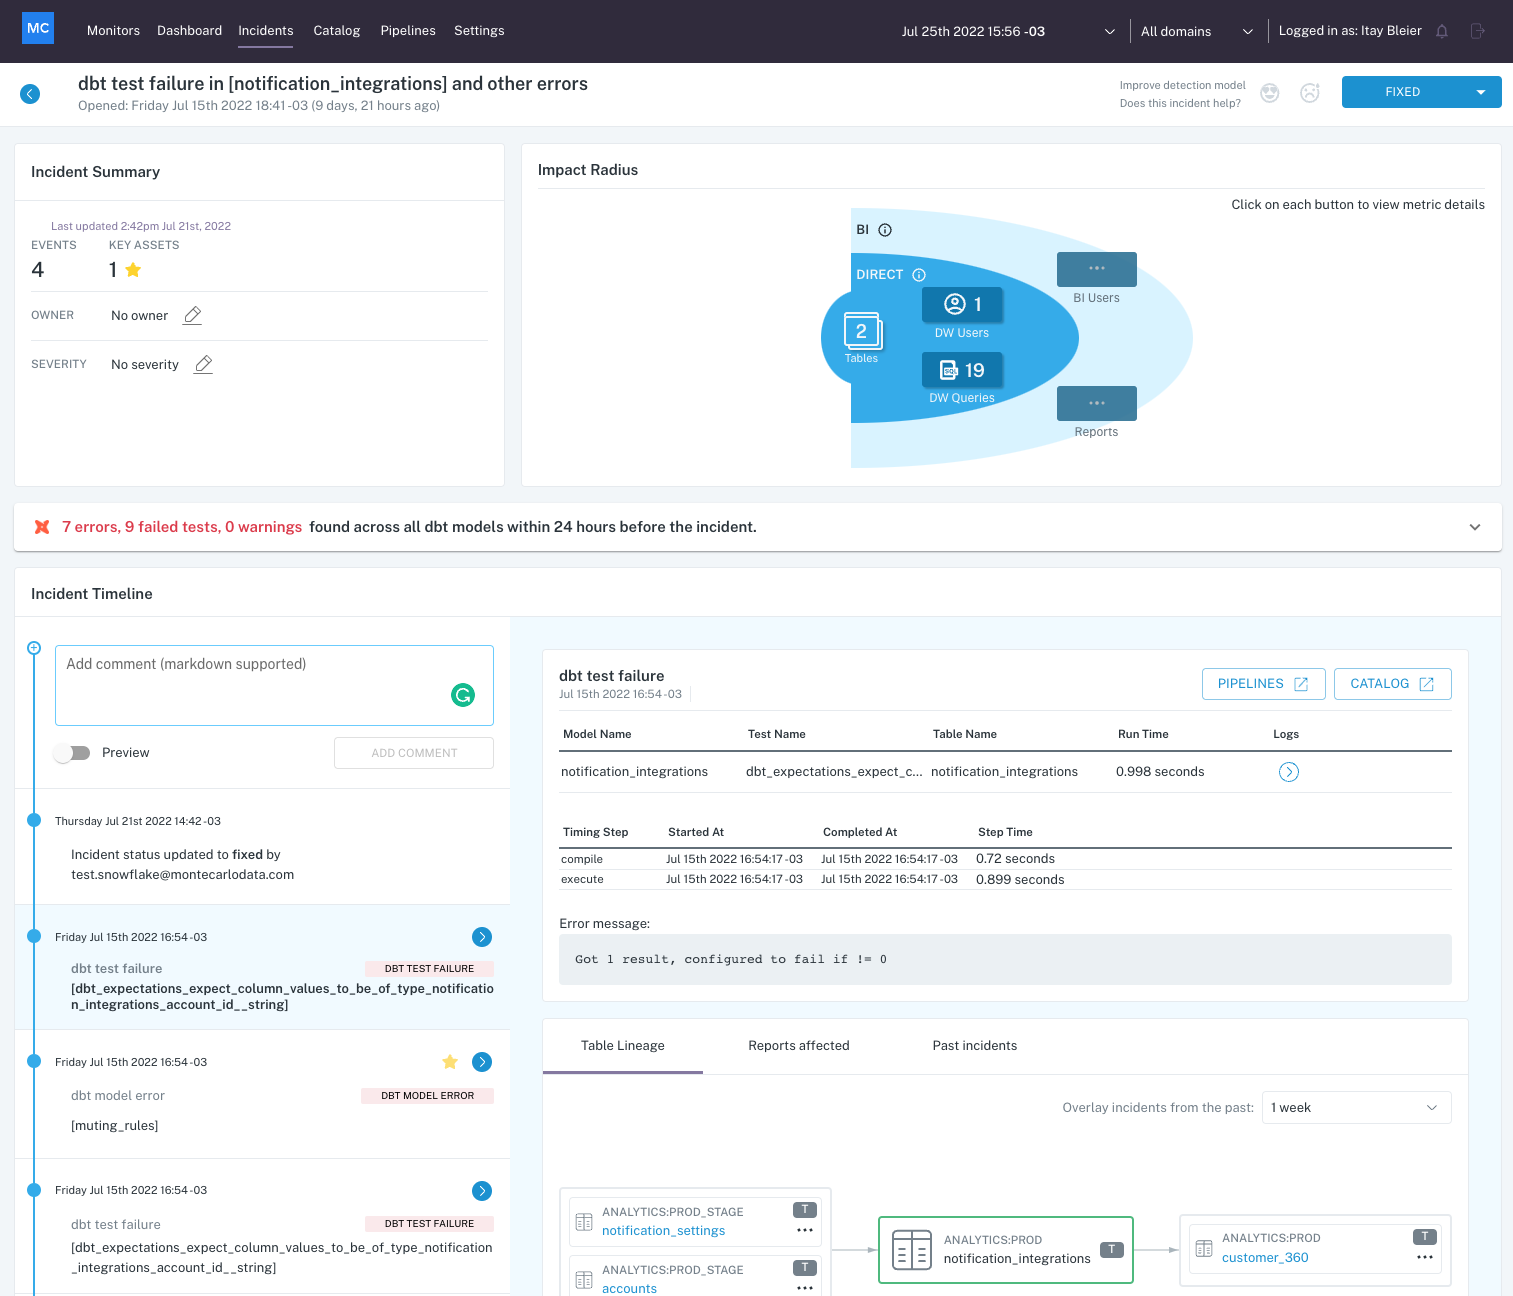 MC Monitors Dashboard Incidents Catalog Pipelines Settings Jul 25th 2022 15:56 -03 All domains Logged in as: Itay Bleier
dbt test failure in [notification_integrations] and other errors
Opened: Friday Jul 15th 2022 18:41 -03 (9 days, 21 hours ago)
Improve detection model
Does this incident help?
FIXED
Incident Summary
Last updated 2:42pm Jul 21st, 2022
EVENTS KEY ASSETS
4 1
OWNER No owner
SEVERITY No severity
Impact Radius
Click on each button to view metric details
BI
DIRECT
1
DW Users
2
Tables
SQL 19
DW Queries
...
BI Users
...
Reports
7 errors, 9 failed tests, 0 warnings found across all dbt models within 24 hours before the incident.
Incident Timeline
Add comment (markdown supported)
Preview ADD COMMENT
Thursday Jul 21st 2022 14:42 -03
Incident status updated to fixed by
test.snowflake@montecarlodata.com
Friday Jul 15th 2022 16:54 -03
dbt test failure DBT TEST FAILURE
[dbt_expectations_expect_column_values_to_be_of_type_notificatio
n_integrations_account_id__string]
Friday Jul 15th 2022 16:54 -03
dbt model error DBT MODEL ERROR
[muting_rules]
Friday Jul 15th 2022 16:54 -03
dbt test failure DBT TEST FAILURE
[dbt_expectations_expect_column_values_to_be_of_type_notification
_integrations_account_id__string]
dbt test failure
Jul 15th 2022 16:54 -03
PIPELINES CATALOG
Model Name Test Name Table Name Run Time Logs
notification_integrations dbt_expectations_expect_c... notification_integrations 0.998 seconds
Timing Step Started At Completed At Step Time
compile Jul 15th 2022 16:54:17 -03 Jul 15th 2022 16:54:17 -03 0.72 seconds
execute Jul 15th 2022 16:54:17 -03 Jul 15th 2022 16:54:17 -03 0.899 seconds
Error message:
Got 1 result, configured to fail if != 0
Table Lineage Reports affected Past incidents
Overlay incidents from the past: 1 week
ANALYTICS:PROD_STAGE T
notification_settings ...
ANALYTICS:PROD_STAGE T
accounts ...
ANALYTICS:PROD
notification_integrations T
ANALYTICS:PROD T
customer_360 ...